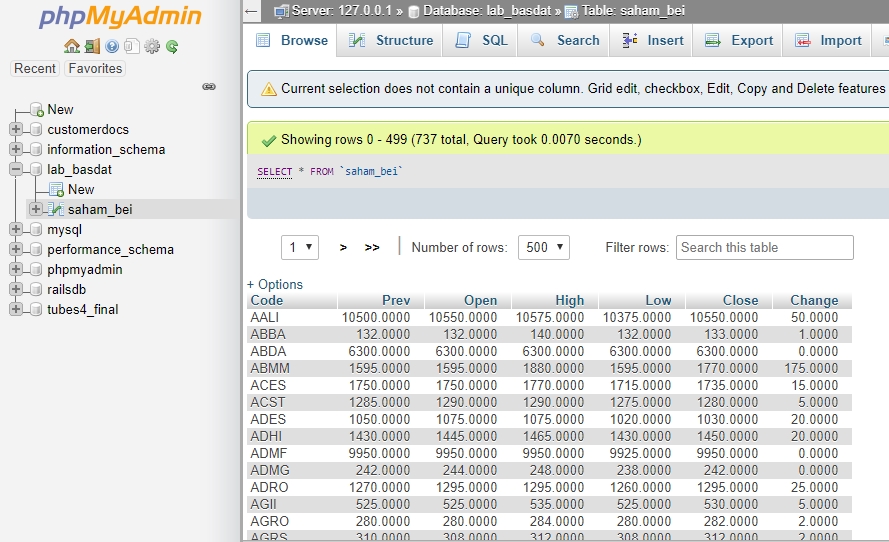 phpMyAdmin
Recent Favorites
New
customerdocs
information_schema
lab_basdat
New
saham_bei
mysql
performance_schema
phpmyadmin
railsdb
tubes4_final
Server: 127.0.0.1 » Database: lab_basdat » Table: saham_bei
Browse Structure SQL Search Insert Export Import
Current selection does not contain a unique column. Grid edit, checkbox, Edit, Copy and Delete features
Showing rows 0 - 499 (737 total, Query took 0.0070 seconds.)
SELECT * FROM `saham_bei`
1 ▼ > >> | Number of rows: 500 ▼ Filter rows: Search this table
+ Options
Code Prev Open High Low Close Change
AALI 10500.0000 10550.0000 10575.0000 10375.0000 10550.0000 50.0000
ABBA 132.0000 132.0000 140.0000 132.0000 133.0000 1.0000
ABDA 6300.0000 6300.0000 6300.0000 6300.0000 6300.0000 0.0000
ABMM 1595.0000 1595.0000 1880.0000 1595.0000 1770.0000 175.0000
ACES 1750.0000 1750.0000 1770.0000 1715.0000 1735.0000 15.0000
ACST 1285.0000 1290.0000 1290.0000 1275.0000 1280.0000 5.0000
ADES 1050.0000 1075.0000 1075.0000 1020.0000 1030.0000 20.0000
ADHI 1430.0000 1445.0000 1465.0000 1430.0000 1450.0000 20.0000
ADMF 9950.0000 9950.0000 9950.0000 9925.0000 9950.0000 0.0000
ADMG 242.0000 244.0000 248.0000 238.0000 242.0000 0.0000
ADRO 1270.0000 1295.0000 1295.0000 1260.0000 1295.0000 25.0000
AGII 525.0000 525.0000 535.0000 525.0000 530.0000 5.0000
AGRO 280.0000 280.0000 284.0000 280.0000 282.0000 2.0000
AGRS 310.0000 308.0000 312.0000 308.0000 312.0000 2.0000